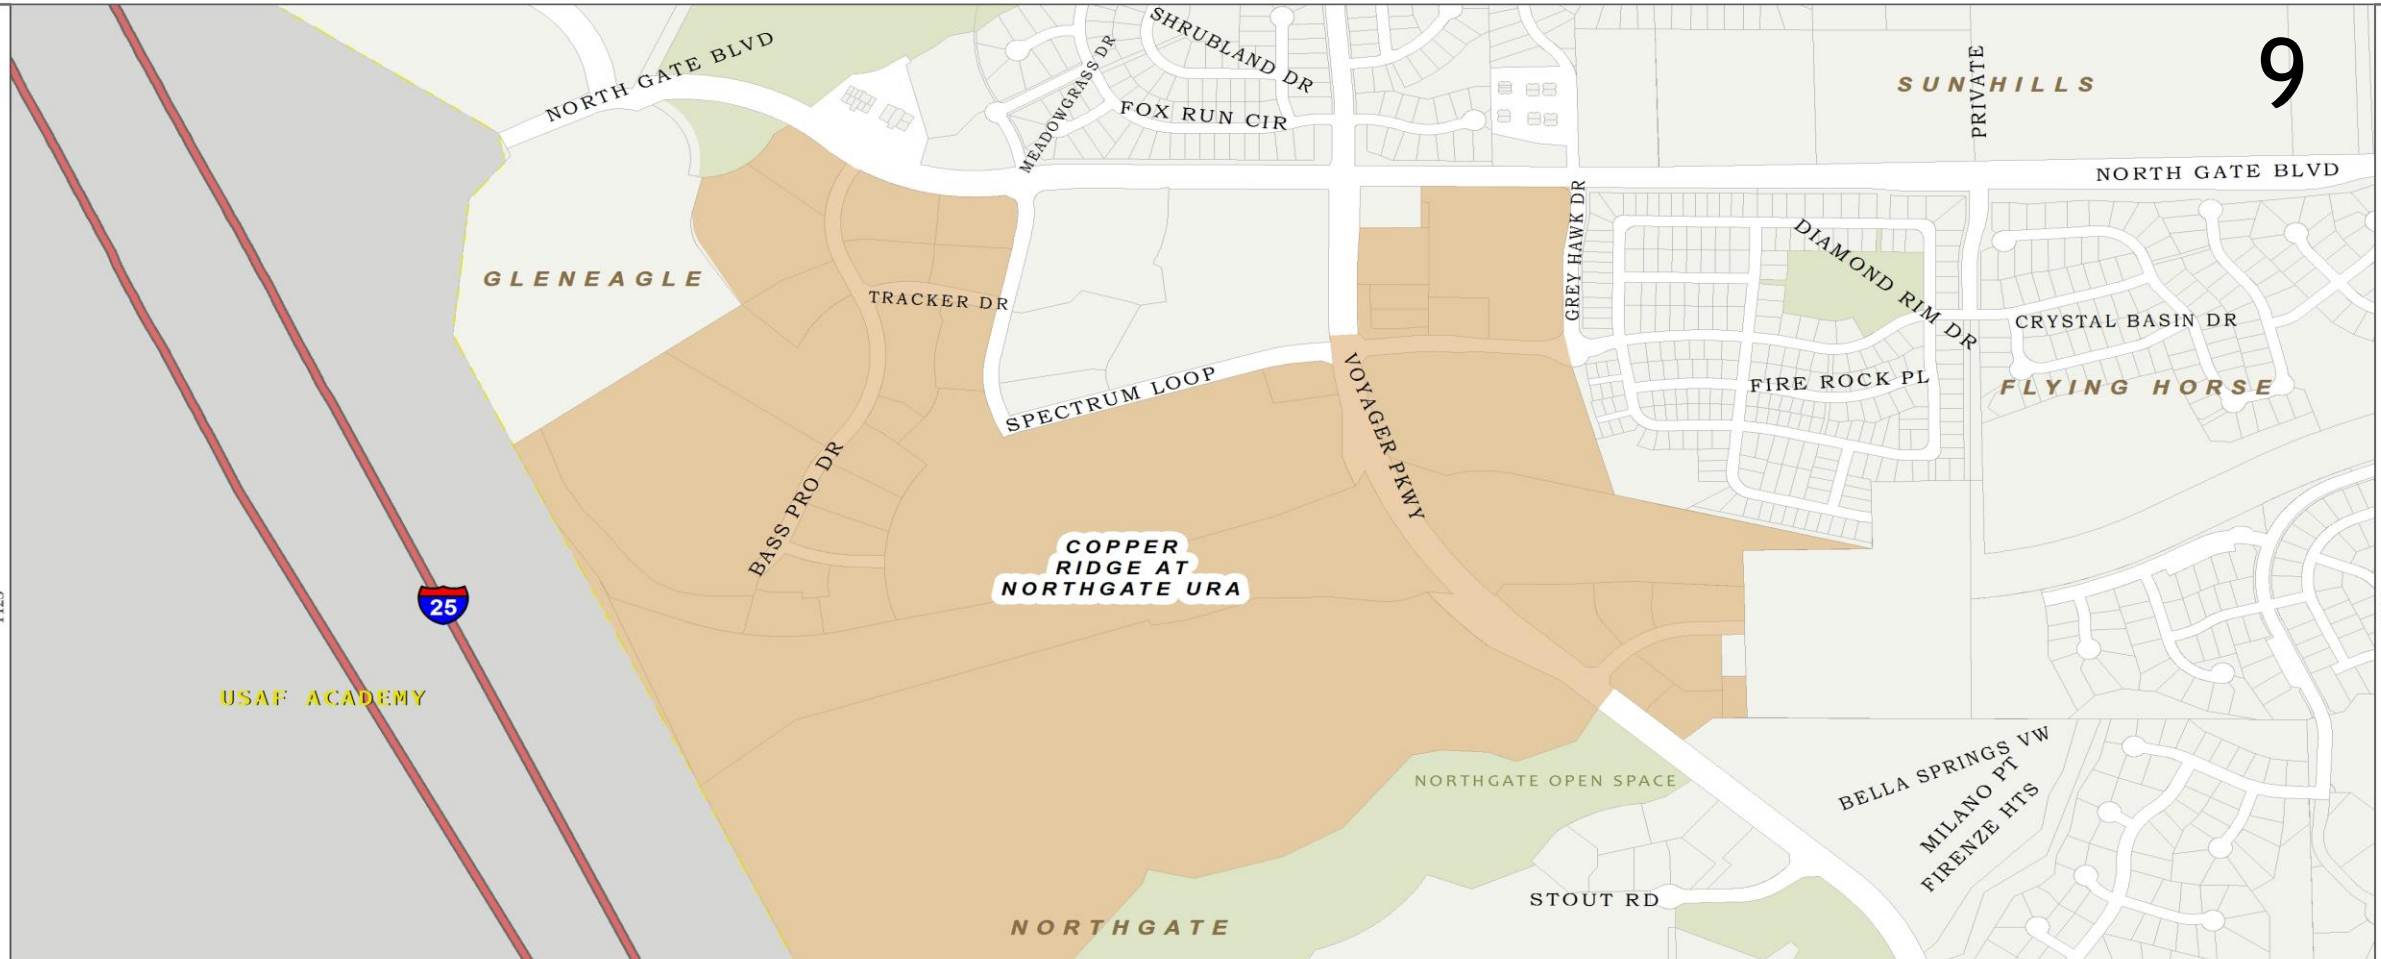 SHRUBLAND DR
NORTH GATE BLVD
MEADOWGRASS DR
FOX RUN CIR
SUN HILLS
PRIVATE
9
NORTH GATE BLVD
GLENEAGLE
TRACKER DR
GREY HAWK DR
DIAMOND RIM DR
CRYSTAL BASIN DR
SPECTRUM LOOP
VOYAGER PKWY
FIRE ROCK PL
FLYING HORSE
BASS PRO DR
COPPER
RIDGE AT
NORTHGATE URA
25
USAF ACADEMY
NORTHGATE OPEN SPACE
BELLA SPRINGS VW
MILANO PT
FIRENZE HTS
STOUT RD
NORTHGATE